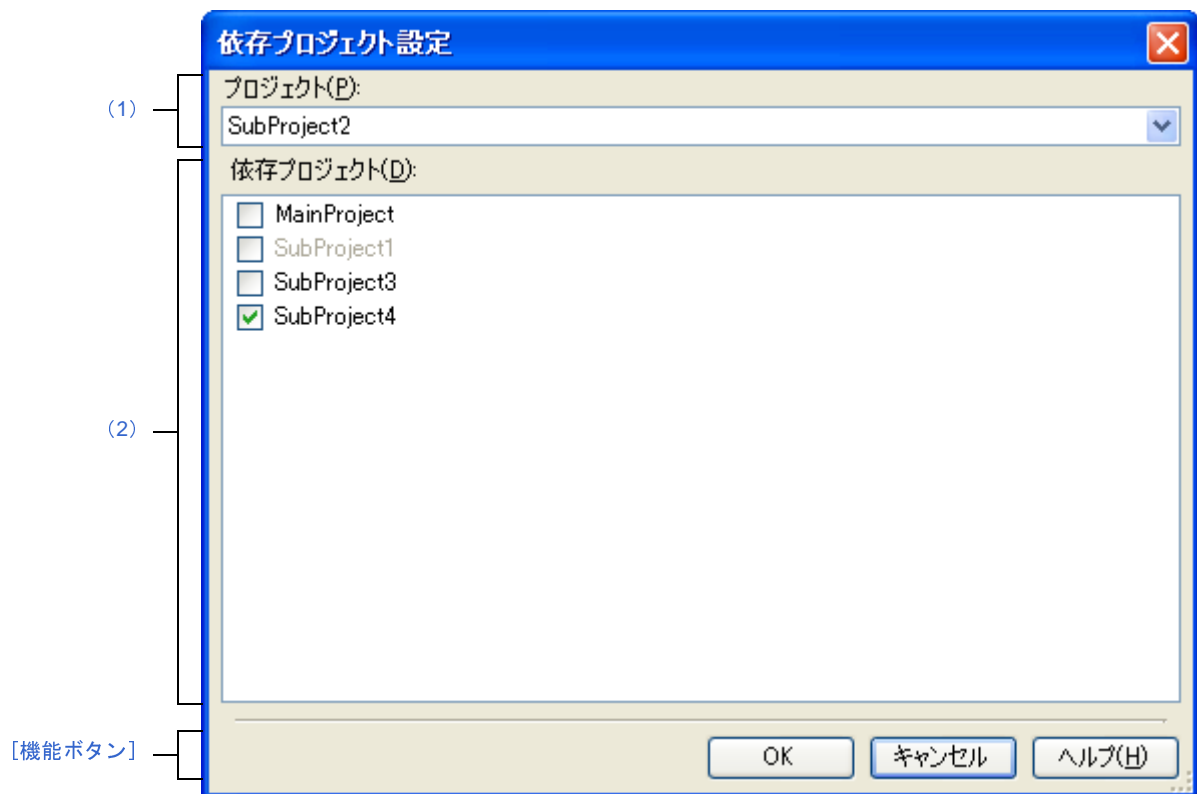 依存プロジェクト設定
(1)
プロジェクト(P):
SubProject2
(2)
依存プロジェクト(D):
MainProject
SubProject1
SubProject3
SubProject4
[機能ボタン]
OK
キャンセル
ヘルプ(H)